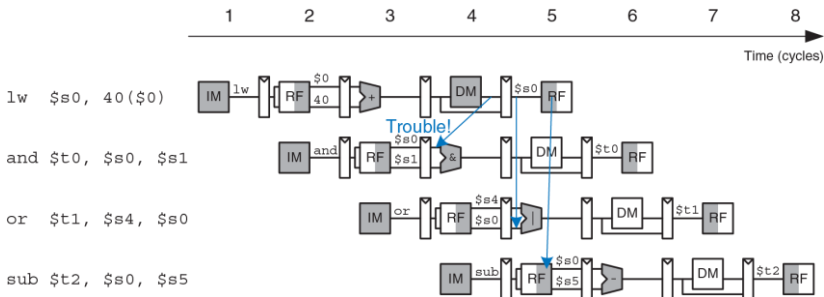 1 2 3 4 5 6 7 8
Time (cycles)
lw $s0, 40($0) IM lw RF $0 40 + DM $s0 RF
Trouble!
and $t0, $s0, $s1 IM and RF $s0 $s1 & DM $t0 RF
or $t1, $s4, $s0 IM or RF $s4 $s0 | DM $t1 RF
sub $t2, $s0, $s5 IM sub RF $s0 $s5 - DM $t2 RF